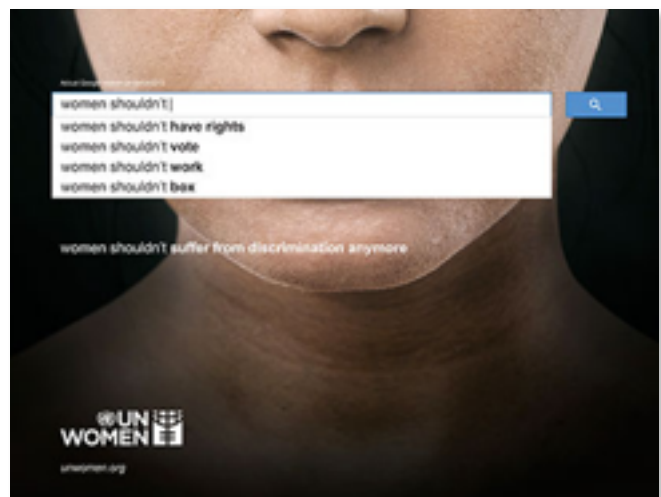 women shouldn't
women shouldn't have rights
women shouldn't vote
women shouldn't work
women shouldn't box
women shouldn't suffer from discrimination anymore
UN
WOMEN
unwomen.org